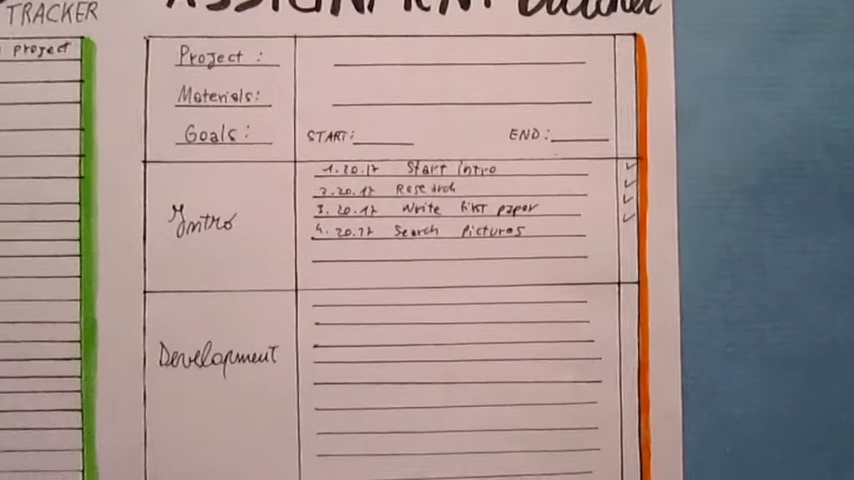 TRACKER
ASSIGNMENT
project
Project :
Materials:
Goals: START: END:
Intro
1.20.17 Start intro
2.20.17 Research
3.20.17 Write first paper
4.20.17 Search pictures
Development